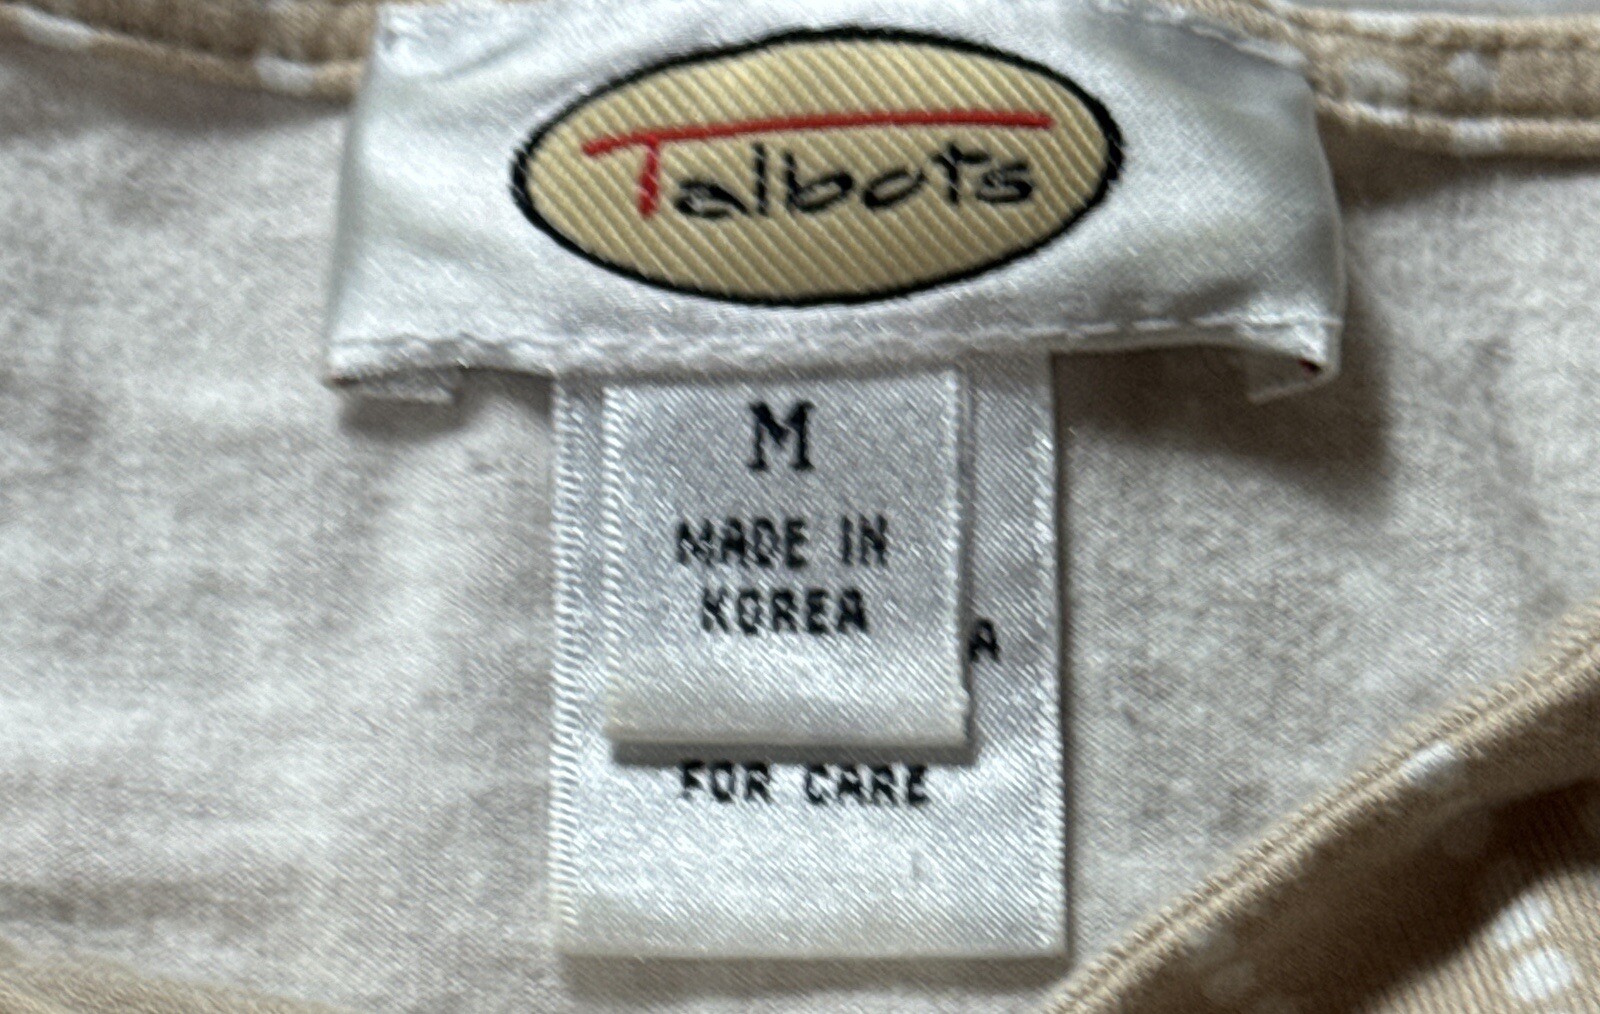 Talbots
M
MADE IN
KOREA
A
FOR CARE